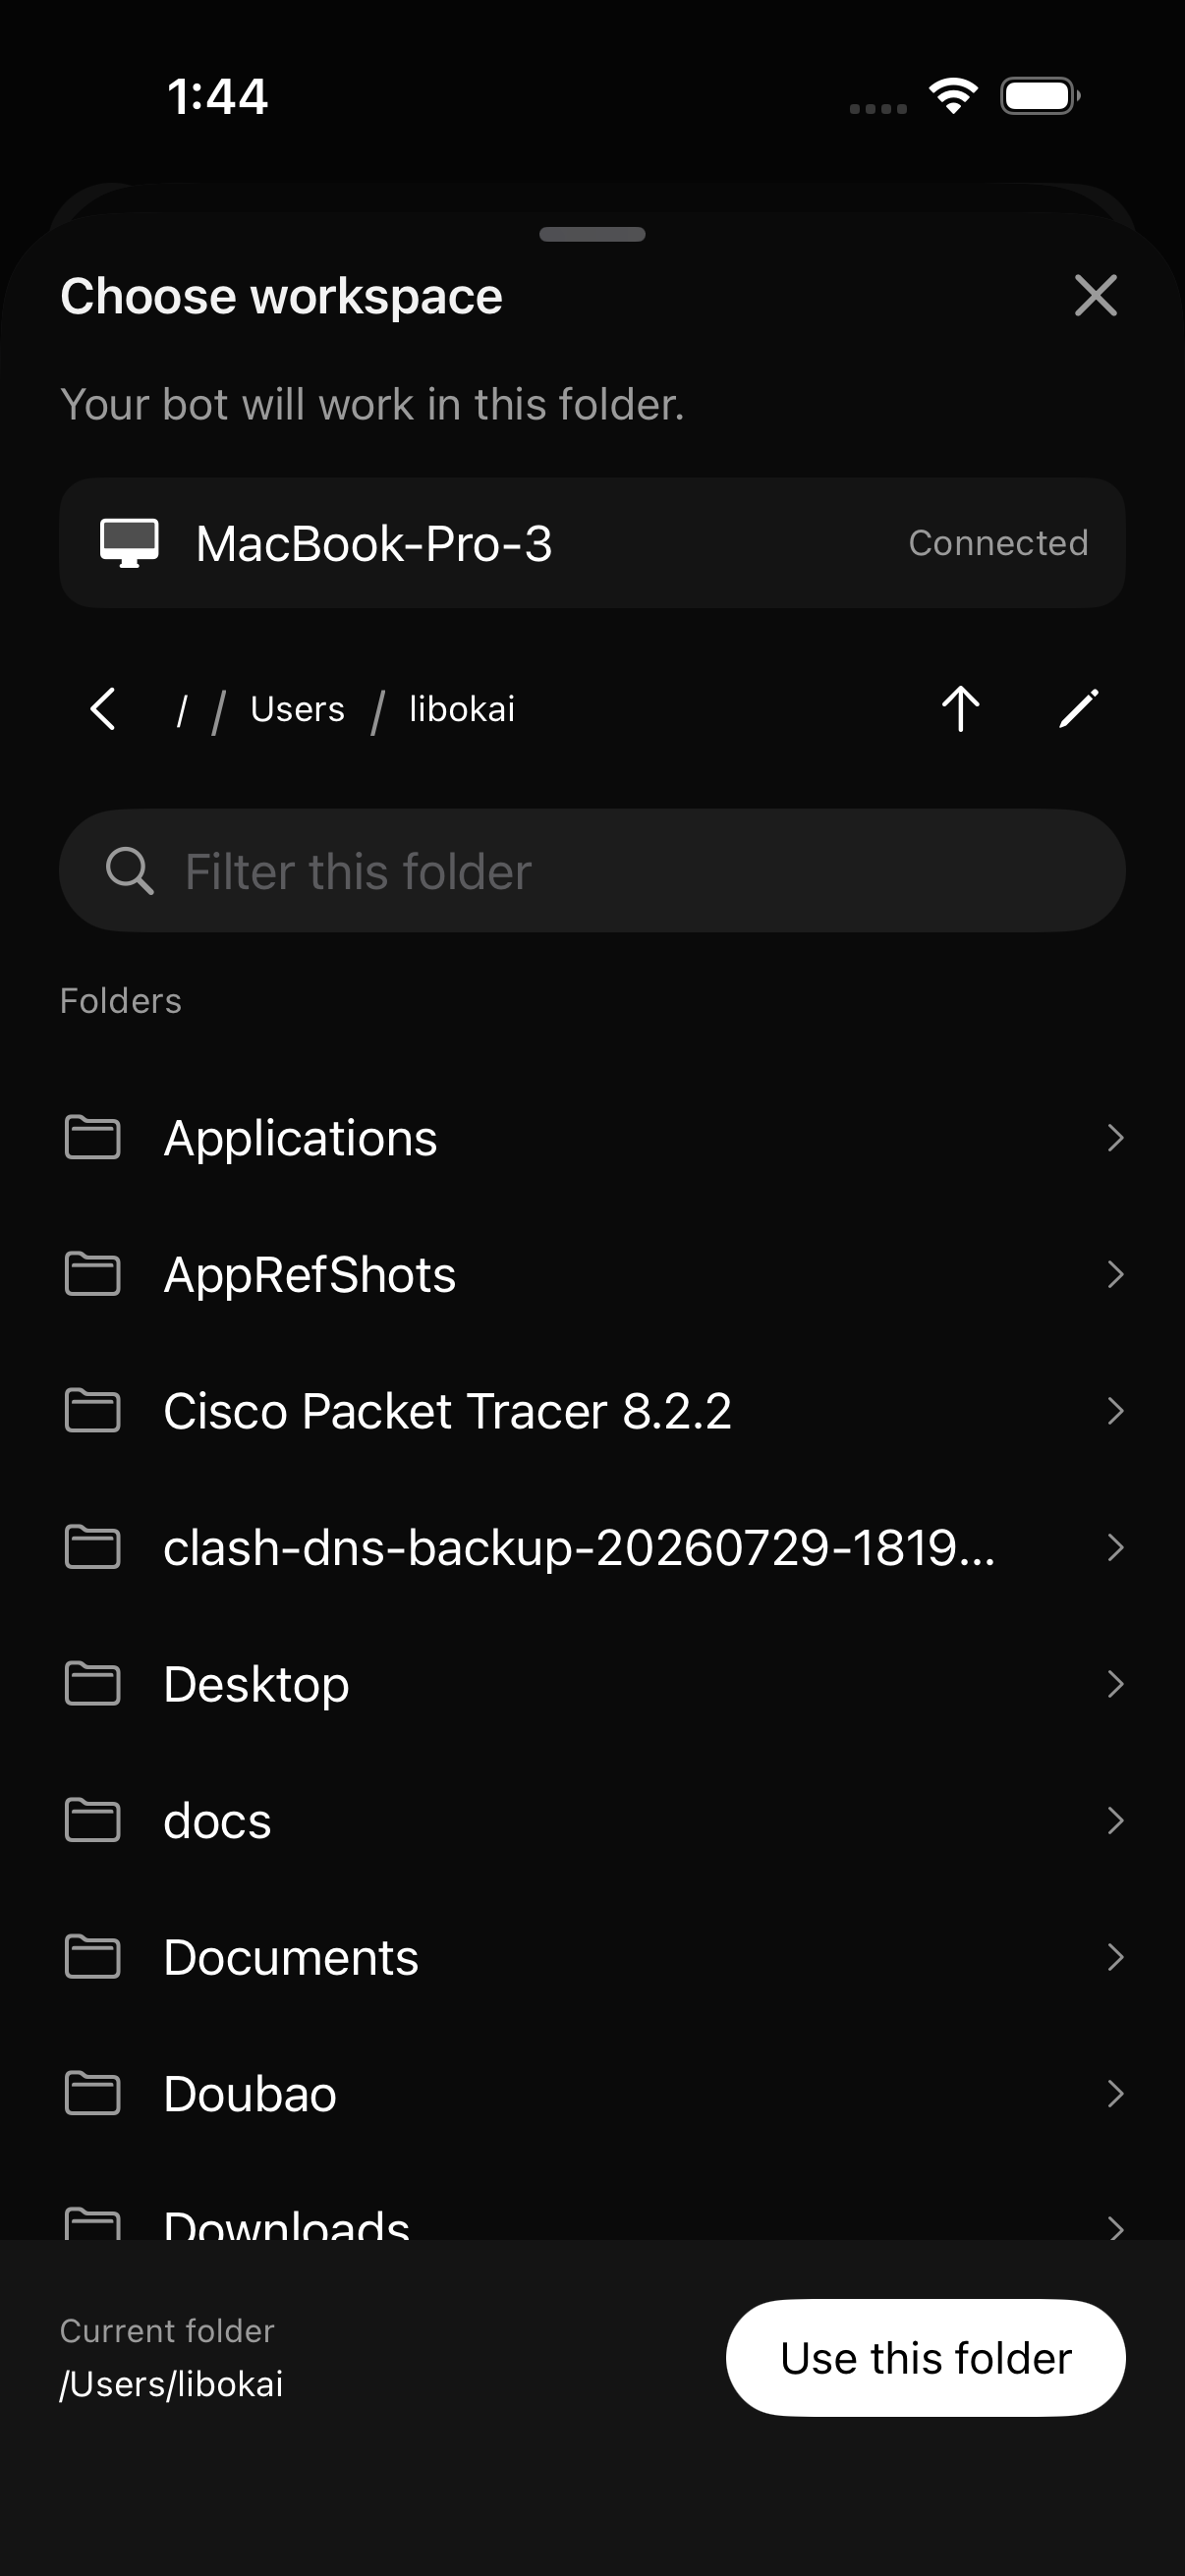 1:44
Choose workspace
Your bot will work in this folder.
MacBook-Pro-3 Connected
/ / Users / libokai
Filter this folder
Folders
Applications
AppRefShots
Cisco Packet Tracer 8.2.2
clash-dns-backup-20260729-1819...
Desktop
docs
Documents
Doubao
Downloads
Current folder
/Users/libokai
Use this folder